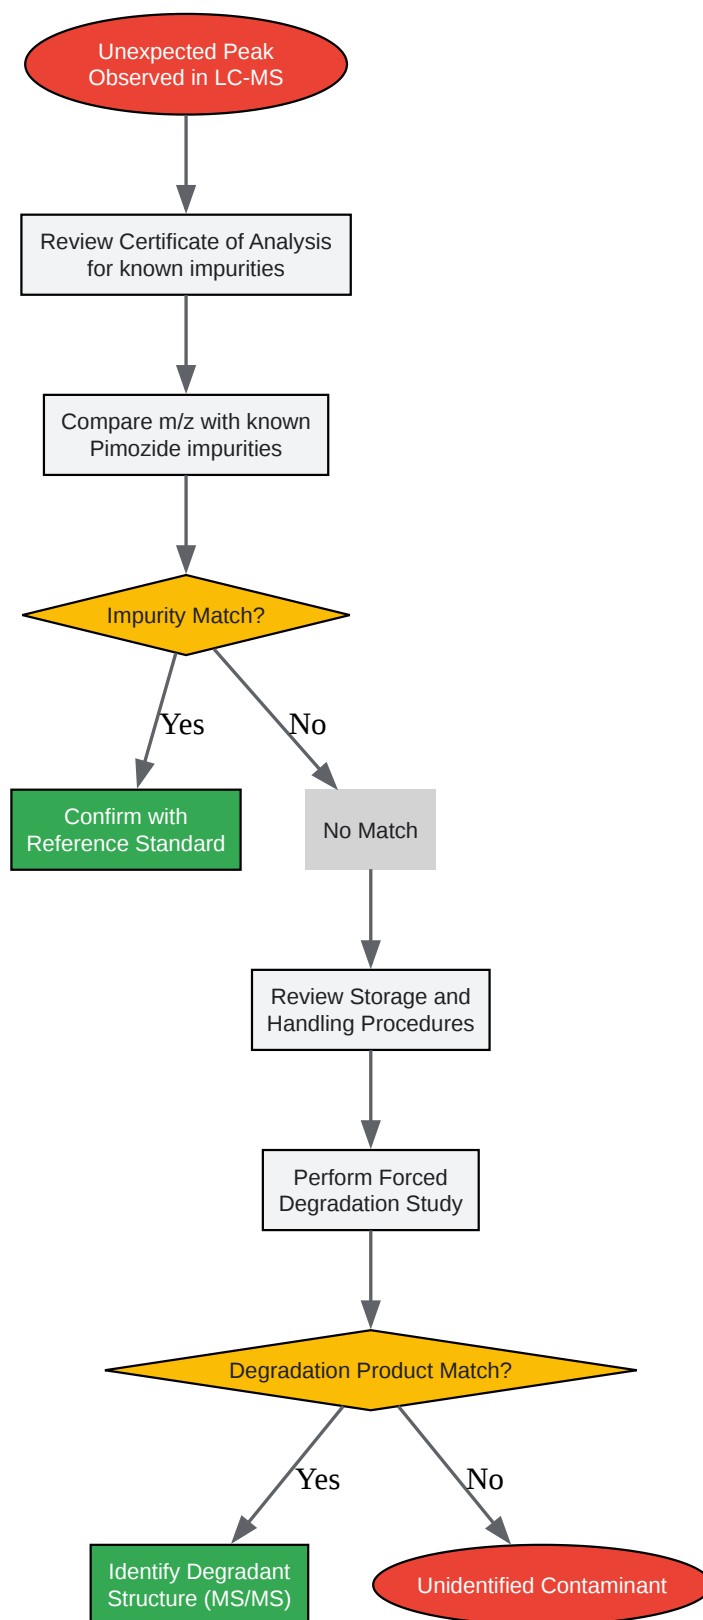 Unexpected Peak
Observed in LC-MS
Review Certificate of Analysis
for known impurities
Compare m/z with known
Pimozide impurities
Impurity Match?
Yes
No
Confirm with
Reference Standard
No Match
Review Storage and
Handling Procedures
Perform Forced
Degradation Study
Degradation Product Match?
Yes
No
Identify Degradant
Structure (MS/MS)
Unidentified Contaminant